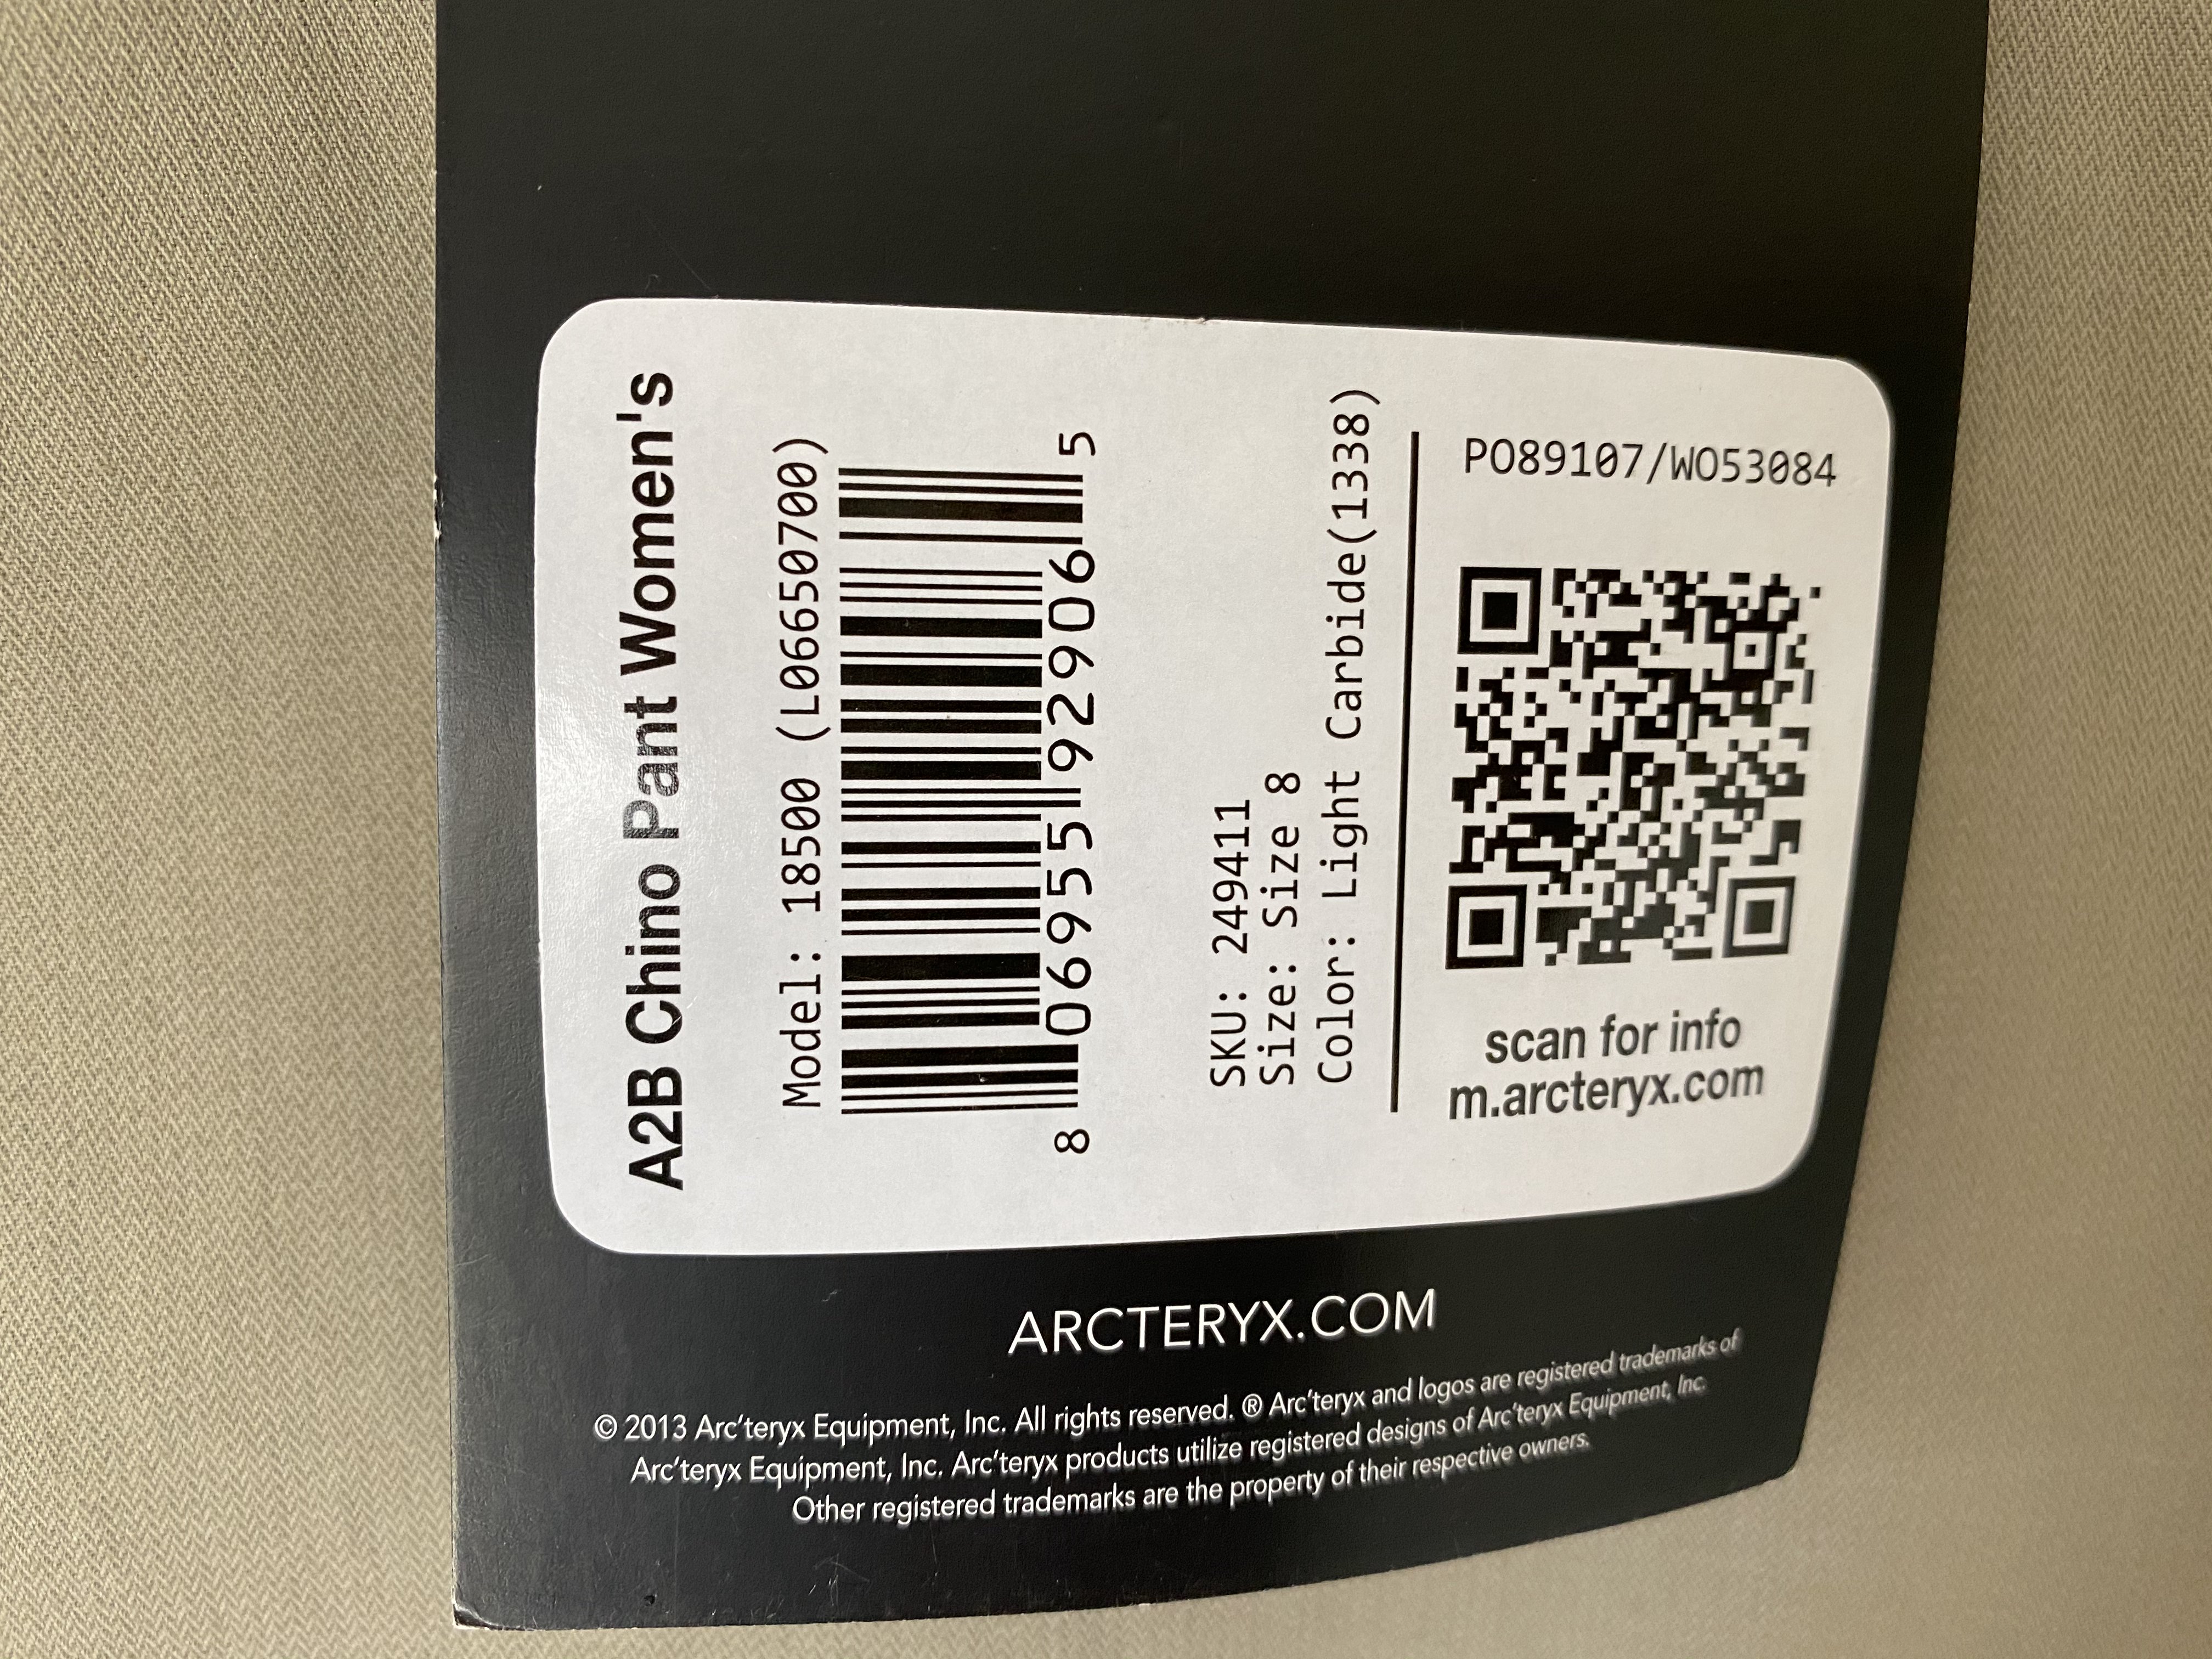 A2B Chino Pant Women's
Model: 18500 (L06650700)
8 06955 92906 5
SKU: 249411
Size: Size 8
Color: Light Carbide(1338)
scan for info
m.arcteryx.com
PO89107/WO53084
ARCTERYX.COM
© 2013 Arc'teryx Equipment, Inc. All rights reserved. ® Arc'teryx and logos are registered trademarks of
Arc'teryx Equipment, Inc. Arc'teryx products utilize registered designs of Arc'teryx Equipment, Inc.
Other registered trademarks are the property of their respective owners.